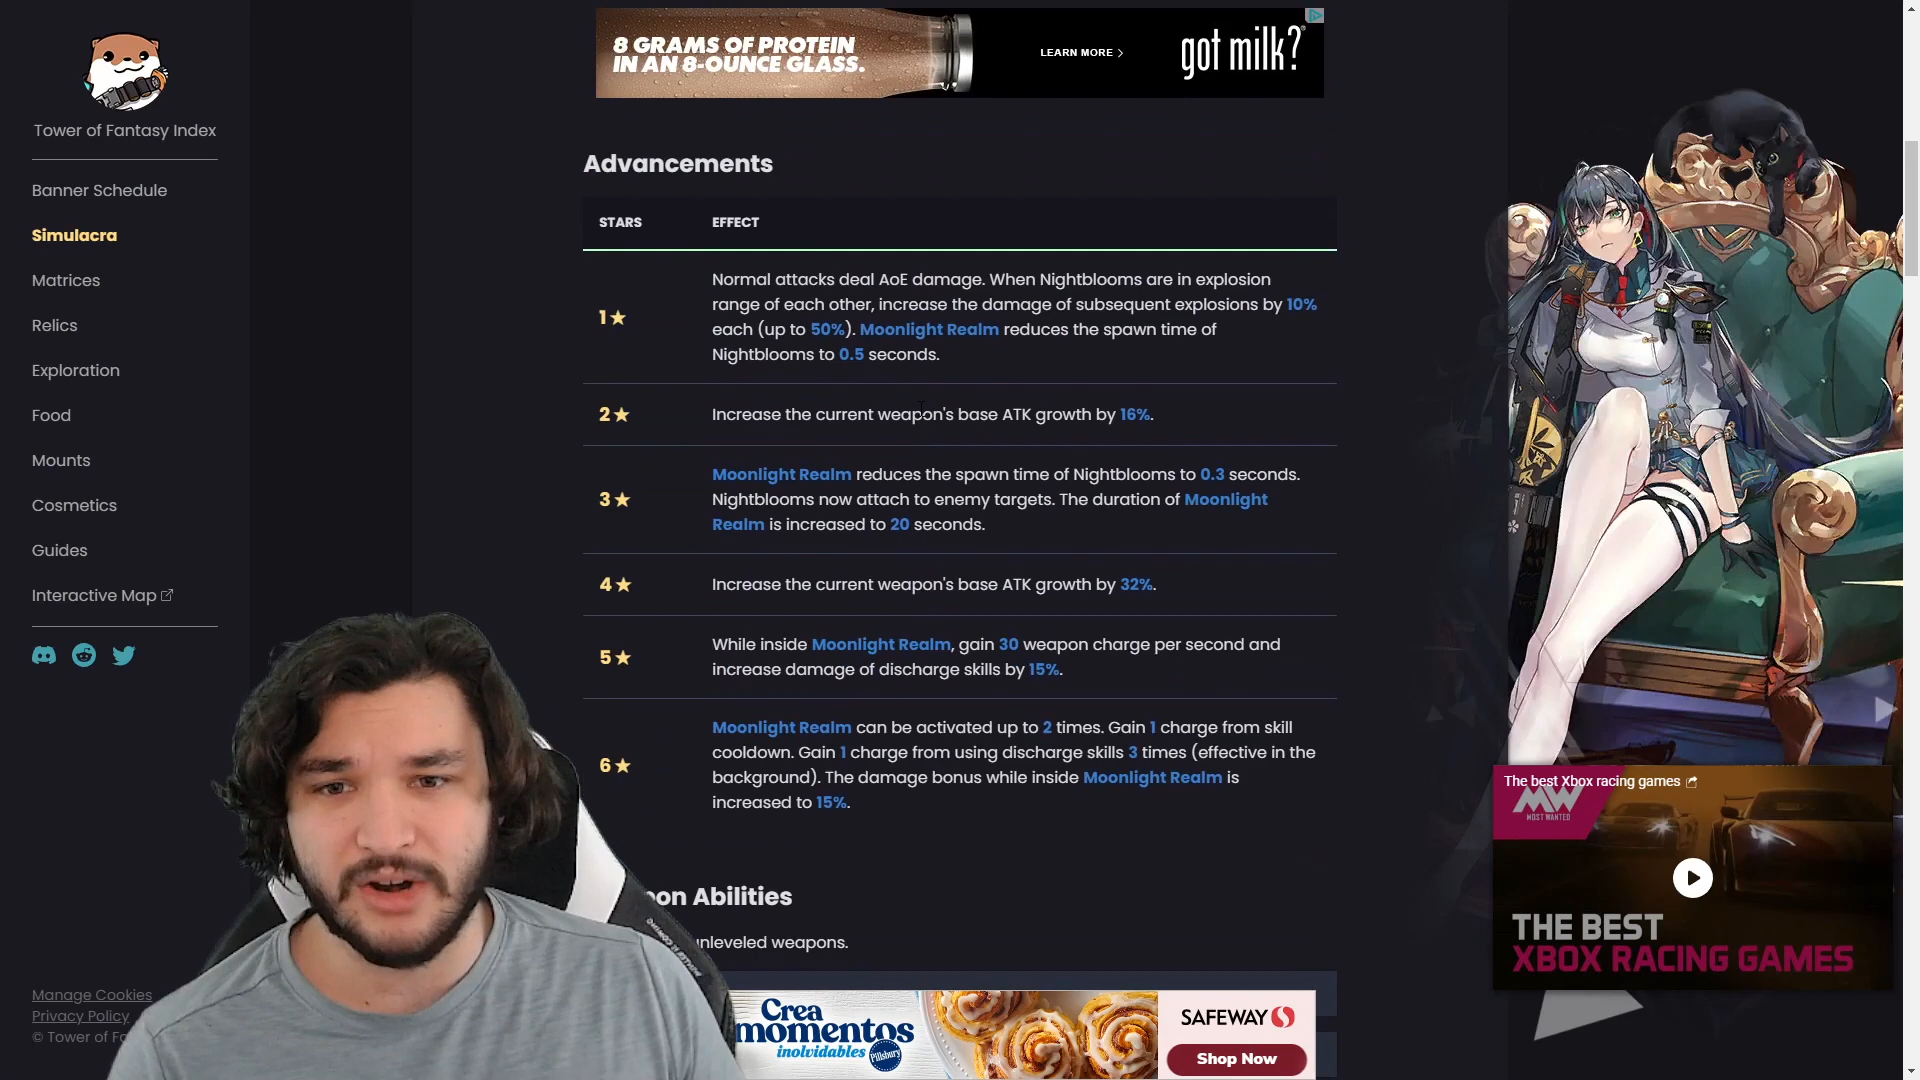 8 GRAMS OF PROTEIN
IN AN 8-OUNCE GLASS.
LEARN MORE
got milk?
Tower of Fantasy Index
Banner Schedule
Simulacra
Matrices
Relics
Exploration
Food
Mounts
Cosmetics
Guides
Interactive Map
Manage Cookies
Privacy Policy
© Tower of
Advancements
STARS EFFECT
1★ Normal attacks deal AoE damage. When Nightblooms are in explosion
range of each other, increase the damage of subsequent explosions by 10%
each (up to 50%). Moonlight Realm reduces the spawn time of
Nightblooms to 0.5 seconds.
2★ Increase the current weapon's base ATK growth by 16%.
3★ Moonlight Realm reduces the spawn time of Nightblooms to 0.3 seconds.
Nightblooms now attach to enemy targets. The duration of Moonlight
Realm is increased to 20 seconds.
4★ Increase the current weapon's base ATK growth by 32%.
5★ While inside Moonlight Realm, gain 30 weapon charge per second and
increase damage of discharge skills by 15%.
6★ Moonlight Realm can be activated up to 2 times. Gain 1 charge from skill
cooldown. Gain 1 charge from using discharge skills 3 times (effective in the
background). The damage bonus while inside Moonlight Realm is
increased to 15%.
Abilities
weapons.
Crea
momentos
inolvidables
Pillsbury
SAFEWAY
Shop Now
The best Xbox racing games
MW
MOST WANTED
THE BEST
XBOX RACING GAMES